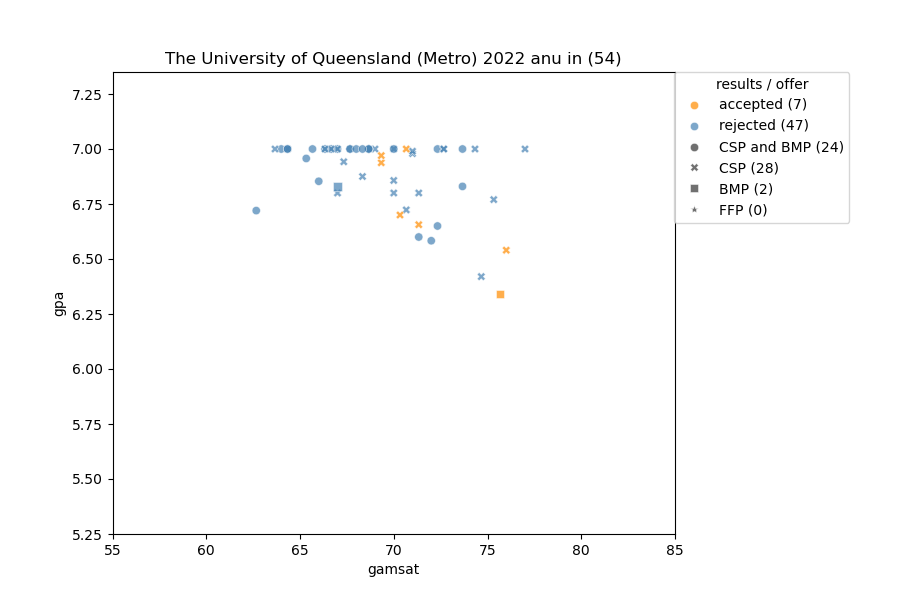 The University of Queensland (Metro) 2022 anu in (54)
results / offer
accepted (7)
rejected (47)
CSP and BMP (24)
CSP (28)
BMP (2)
FFP (0)
gpa
7.25
7.00
6.75
6.50
6.25
6.00
5.75
5.50
5.25
55 60 65 70 75 80 85
gamsat